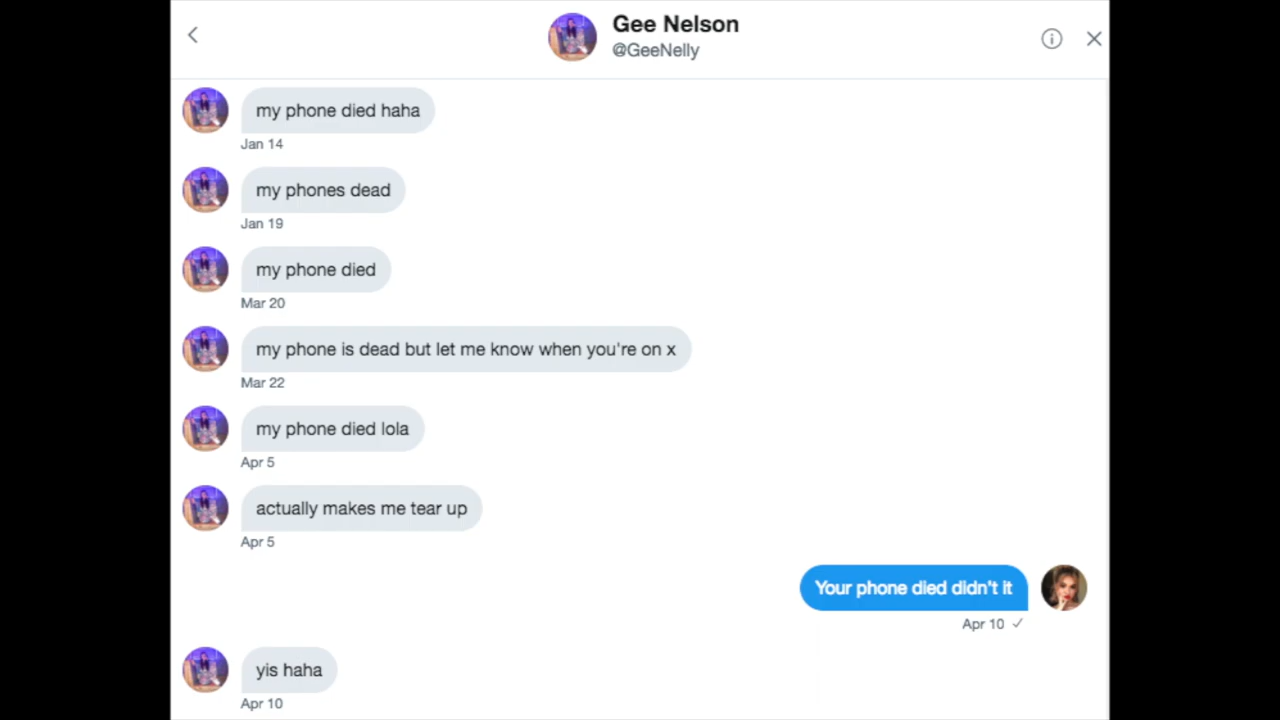 Gee Nelson
@GeeNelly
my phone died haha
Jan 14
my phones dead
Jan 19
my phone died
Mar 20
my phone is dead but let me know when you're on x
Mar 22
my phone died lola
Apr 5
actually makes me tear up
Apr 5
Your phone died didn't it
Apr 10
yis haha
Apr 10